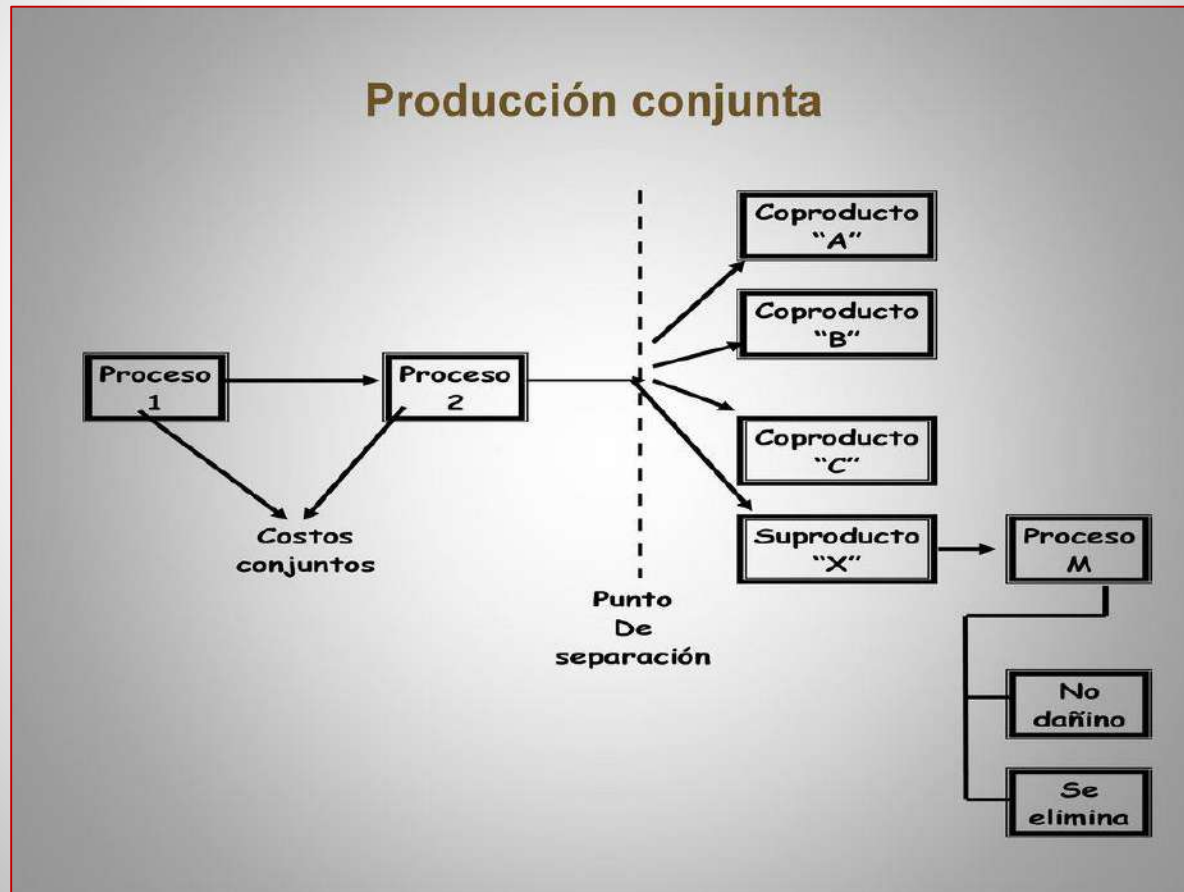 Producción conjunta
Coproducto
"A"
Coproducto
"B"
Proceso
1
Proceso
2
Coproducto
"C"
Costos
conjuntos
Suproducto
"X"
Proceso
M
Punto
De
separación
No
dañino
Se
elimina